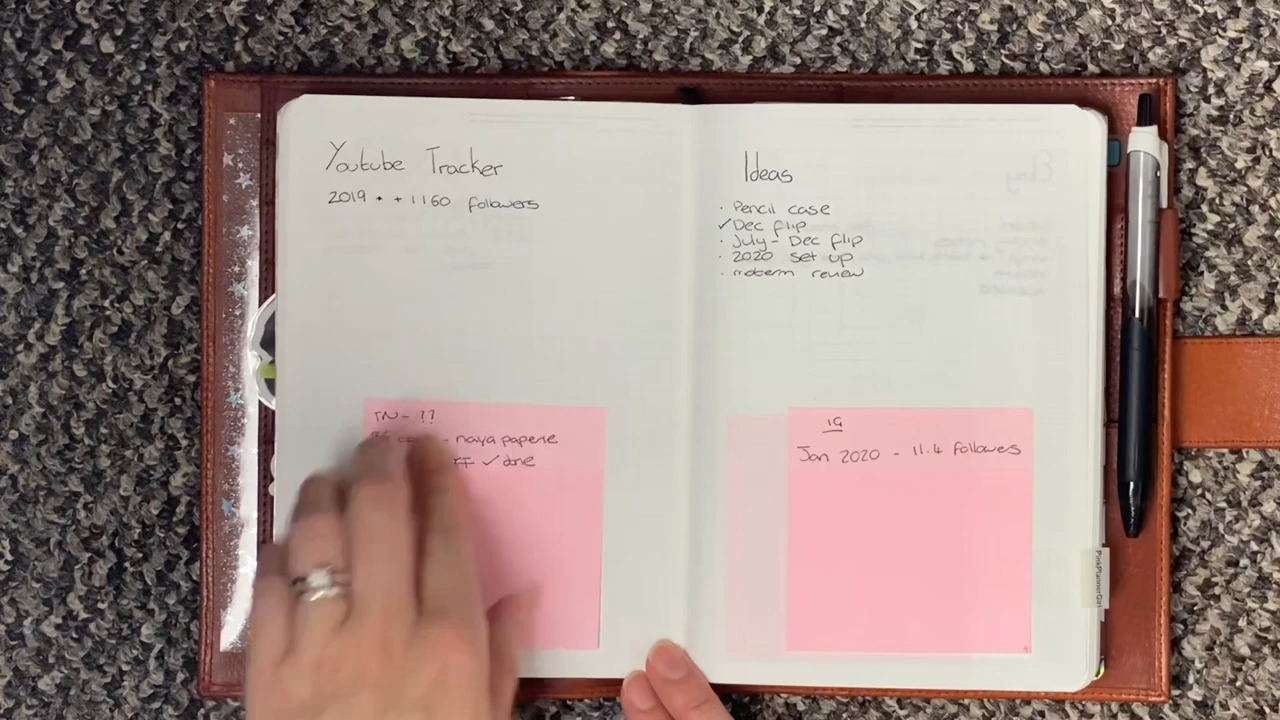 Youtube Tracker
2019 • + 1160 followers
TN - ??
- naya paperie
✓ done
Ideas
· Pencil case
✓ Dec flip
· July - Dec flip
· 2020 set up
· midterm review
IG
Jan 2020 - 11.4 followers
PinkPlannerGirl